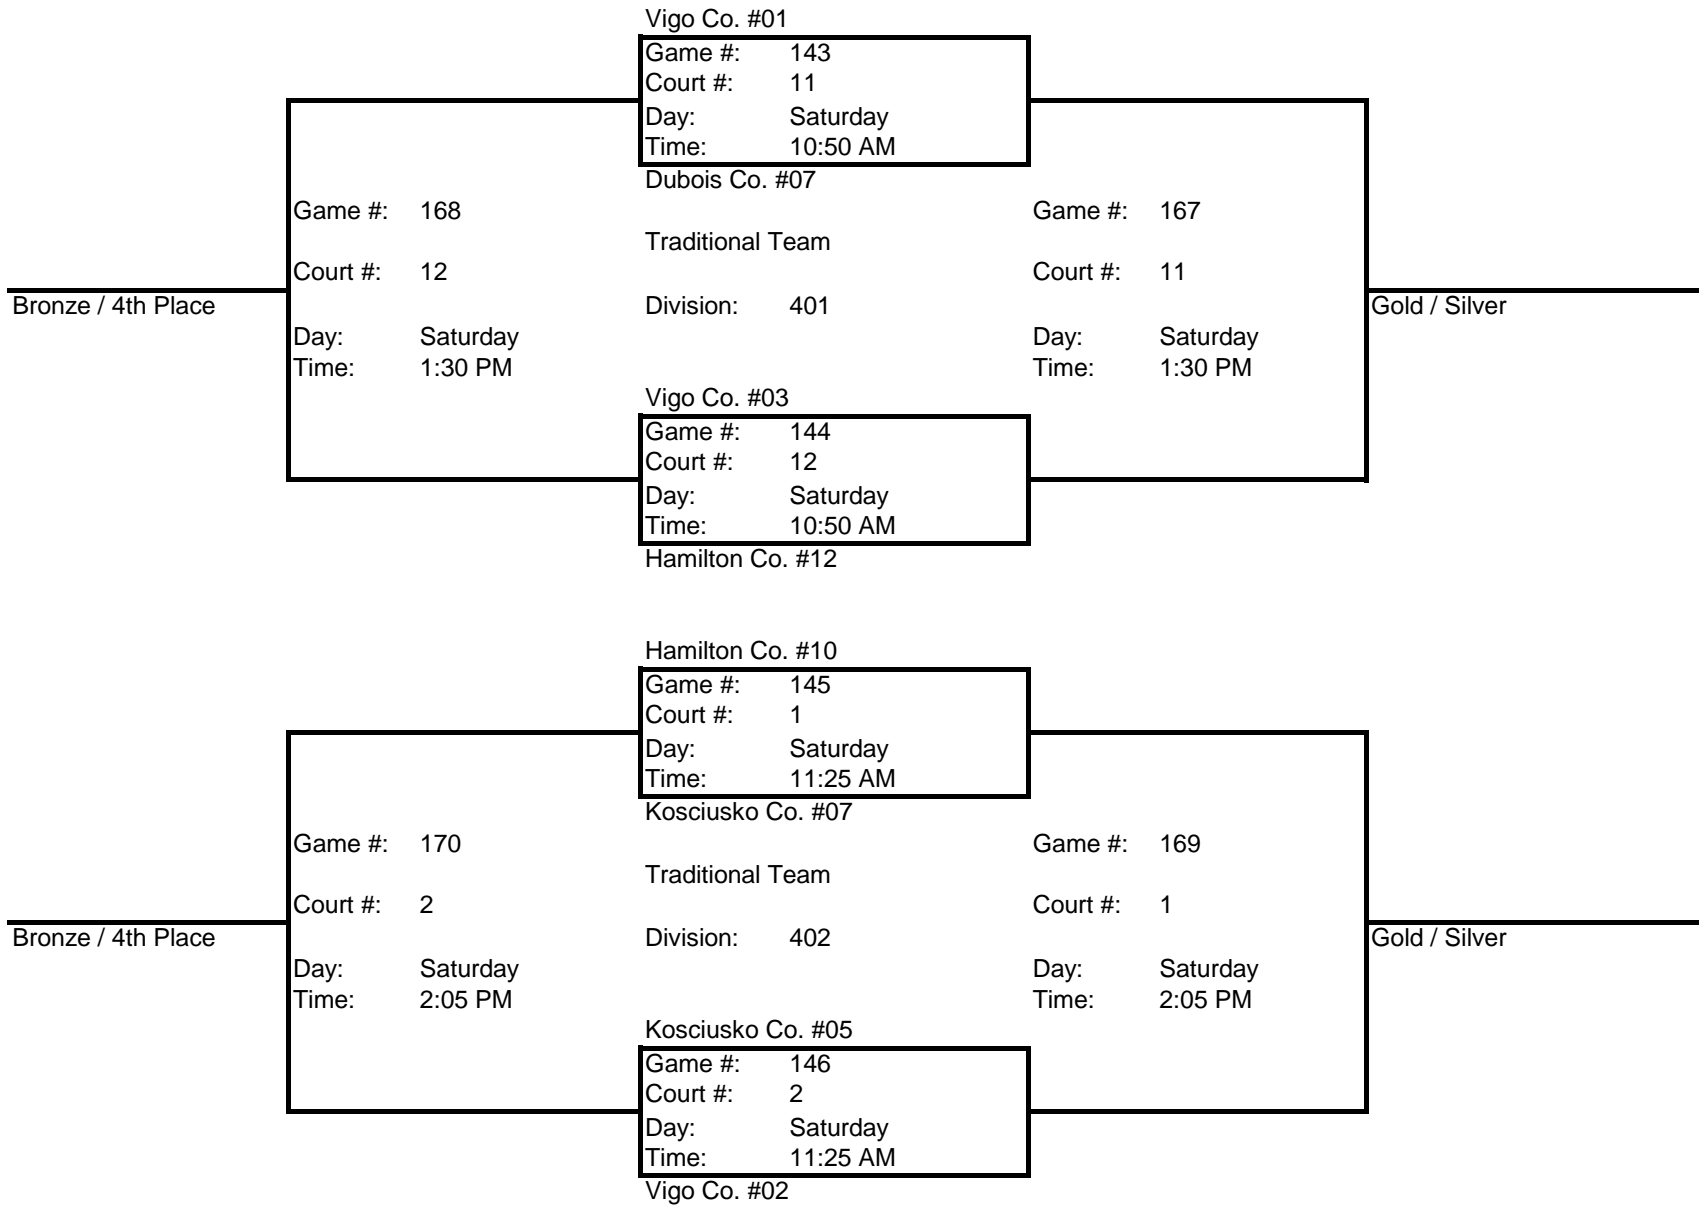 Vigo Co. #01
Game #: 143
Court #: 11
Day: Saturday
Time: 10:50 AM
Dubois Co. #07
Game #: 168
Game #: 167
Traditional Team
Court #: 12
Court #: 11
Bronze / 4th Place
Division: 401
Gold / Silver
Day: Saturday
Day: Saturday
Time: 1:30 PM
Time: 1:30 PM
Vigo Co. #03
Game #: 144
Court #: 12
Day: Saturday
Time: 10:50 AM
Hamilton Co. #12
Hamilton Co. #10
Game #: 145
Court #: 1
Day: Saturday
Time: 11:25 AM
Kosciusko Co. #07
Game #: 170
Game #: 169
Traditional Team
Court #: 2
Court #: 1
Bronze / 4th Place
Division: 402
Gold / Silver
Day: Saturday
Day: Saturday
Time: 2:05 PM
Time: 2:05 PM
Kosciusko Co. #05
Game #: 146
Court #: 2
Day: Saturday
Time: 11:25 AM
Vigo Co. #02